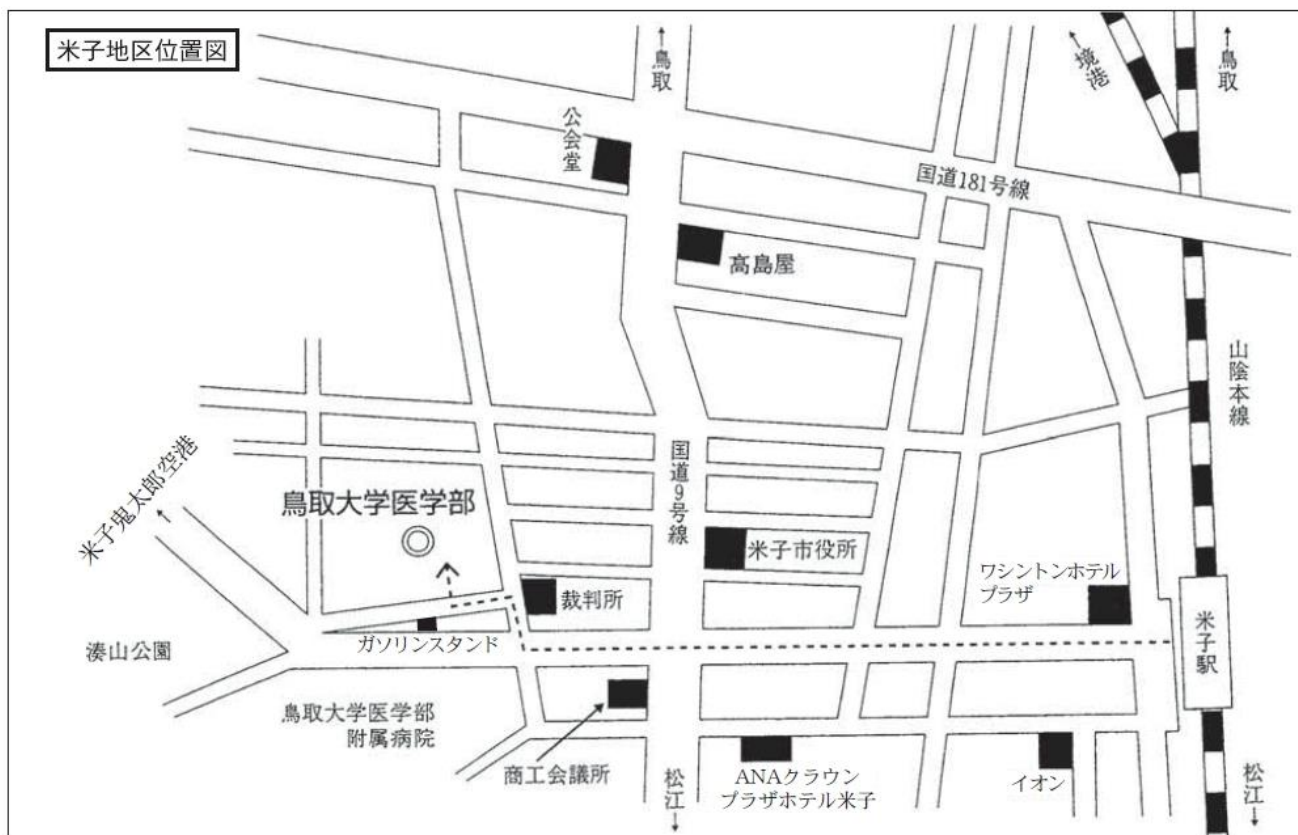 米子地区位置図
↑鳥取
↑境港
↑鳥取
公会堂
国道181号線
髙島屋
山陰本線
米子鬼太郎空港
↑
鳥取大学医学部
国道9号線
米子市役所
ワシントンホテル
プラザ
裁判所
ガソリンスタンド
湊山公園
米子駅
鳥取大学医学部
附属病院
商工会議所
松江↓
ANAクラウン
プラザホテル米子
イオン
松江↓